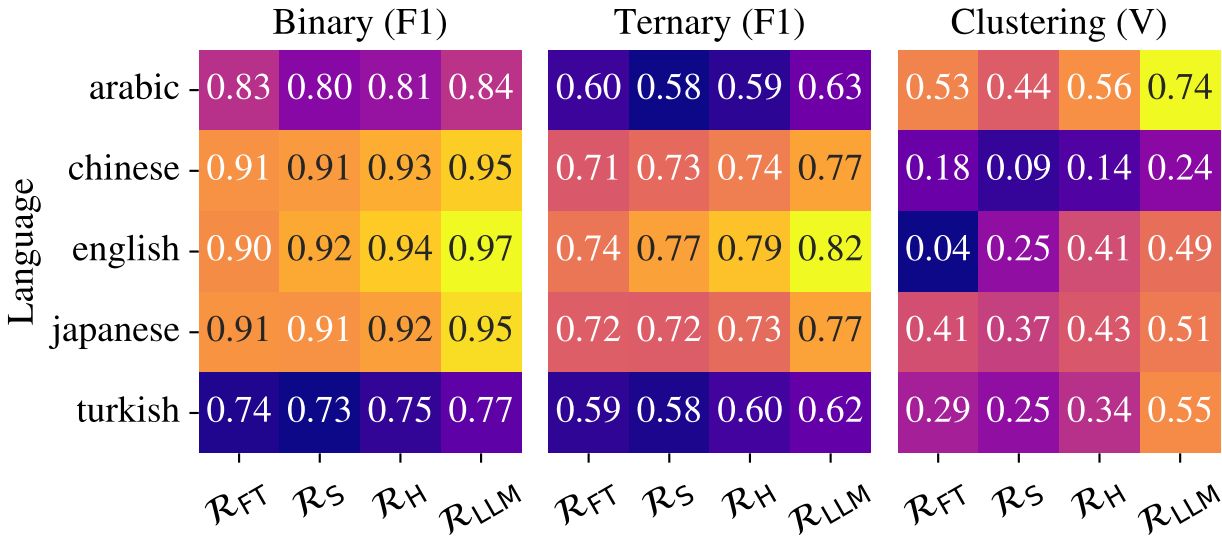 Binary (F1) Ternary (F1) Clustering (V)
Language
arabic 0.83 0.80 0.81 0.84 0.60 0.58 0.59 0.63 0.53 0.44 0.56 0.74
chinese 0.91 0.91 0.93 0.95 0.71 0.73 0.74 0.77 0.18 0.09 0.14 0.24
english 0.90 0.92 0.94 0.97 0.74 0.77 0.79 0.82 0.04 0.25 0.41 0.49
japanese 0.91 0.91 0.92 0.95 0.72 0.72 0.73 0.77 0.41 0.37 0.43 0.51
turkish 0.74 0.73 0.75 0.77 0.59 0.58 0.60 0.62 0.29 0.25 0.34 0.55
ℛFT ℛS ℛH ℛLLM ℛFT ℛS ℛH ℛLLM ℛFT ℛS ℛH ℛLLM